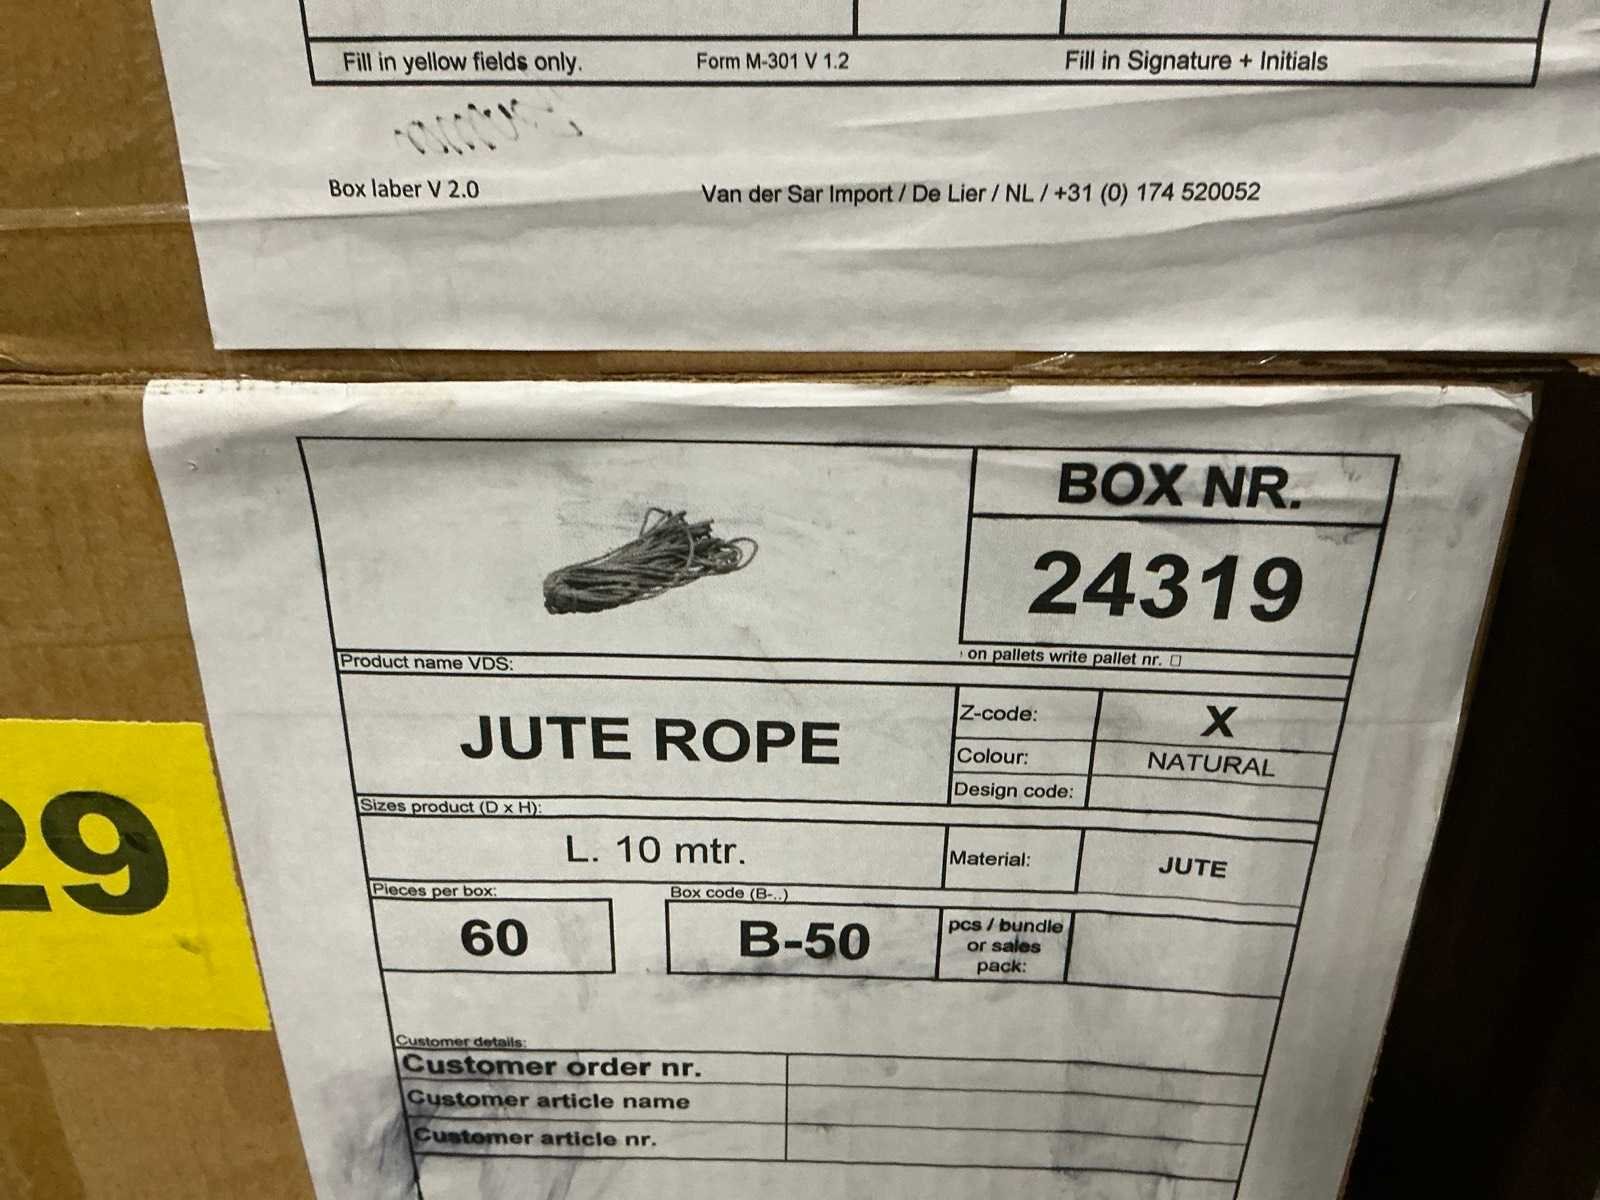 Fill in yellow fields only. Form M-301 V 1.2 Fill in Signature + Initials
Box laber V 2.0 Van der Sar Import / De Lier / NL / +31 (0) 174 520052
BOX NR.
24319
on pallets write pallet nr. □
Product name VDS:
JUTE ROPE
Z-code: X
Colour: NATURAL
Design code:
Sizes product (D x H):
L. 10 mtr.
Material: JUTE
Pieces per box:
60
Box code (B-..)
B-50
pcs / bundle
or sales
pack:
29
Customer details:
Customer order nr.
Customer article name
Customer article nr.